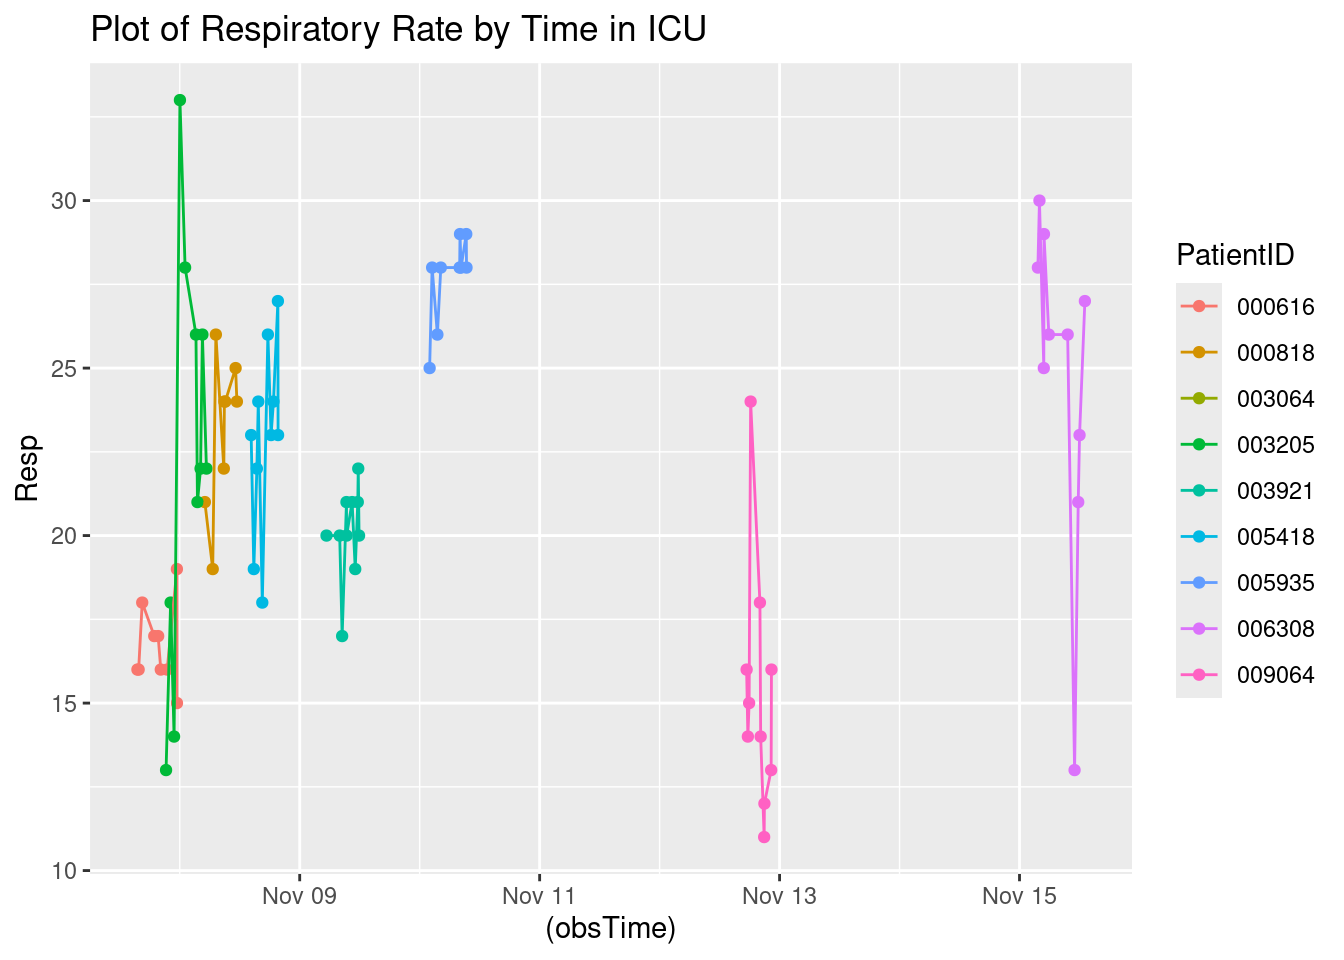 Plot of Respiratory Rate by Time in ICU
30
25
20
15
10
Resp
Nov 09
Nov 11
Nov 13
Nov 15
(obsTime)
PatientID
000616
000818
003064
003205
003921
005418
005935
006308
009064